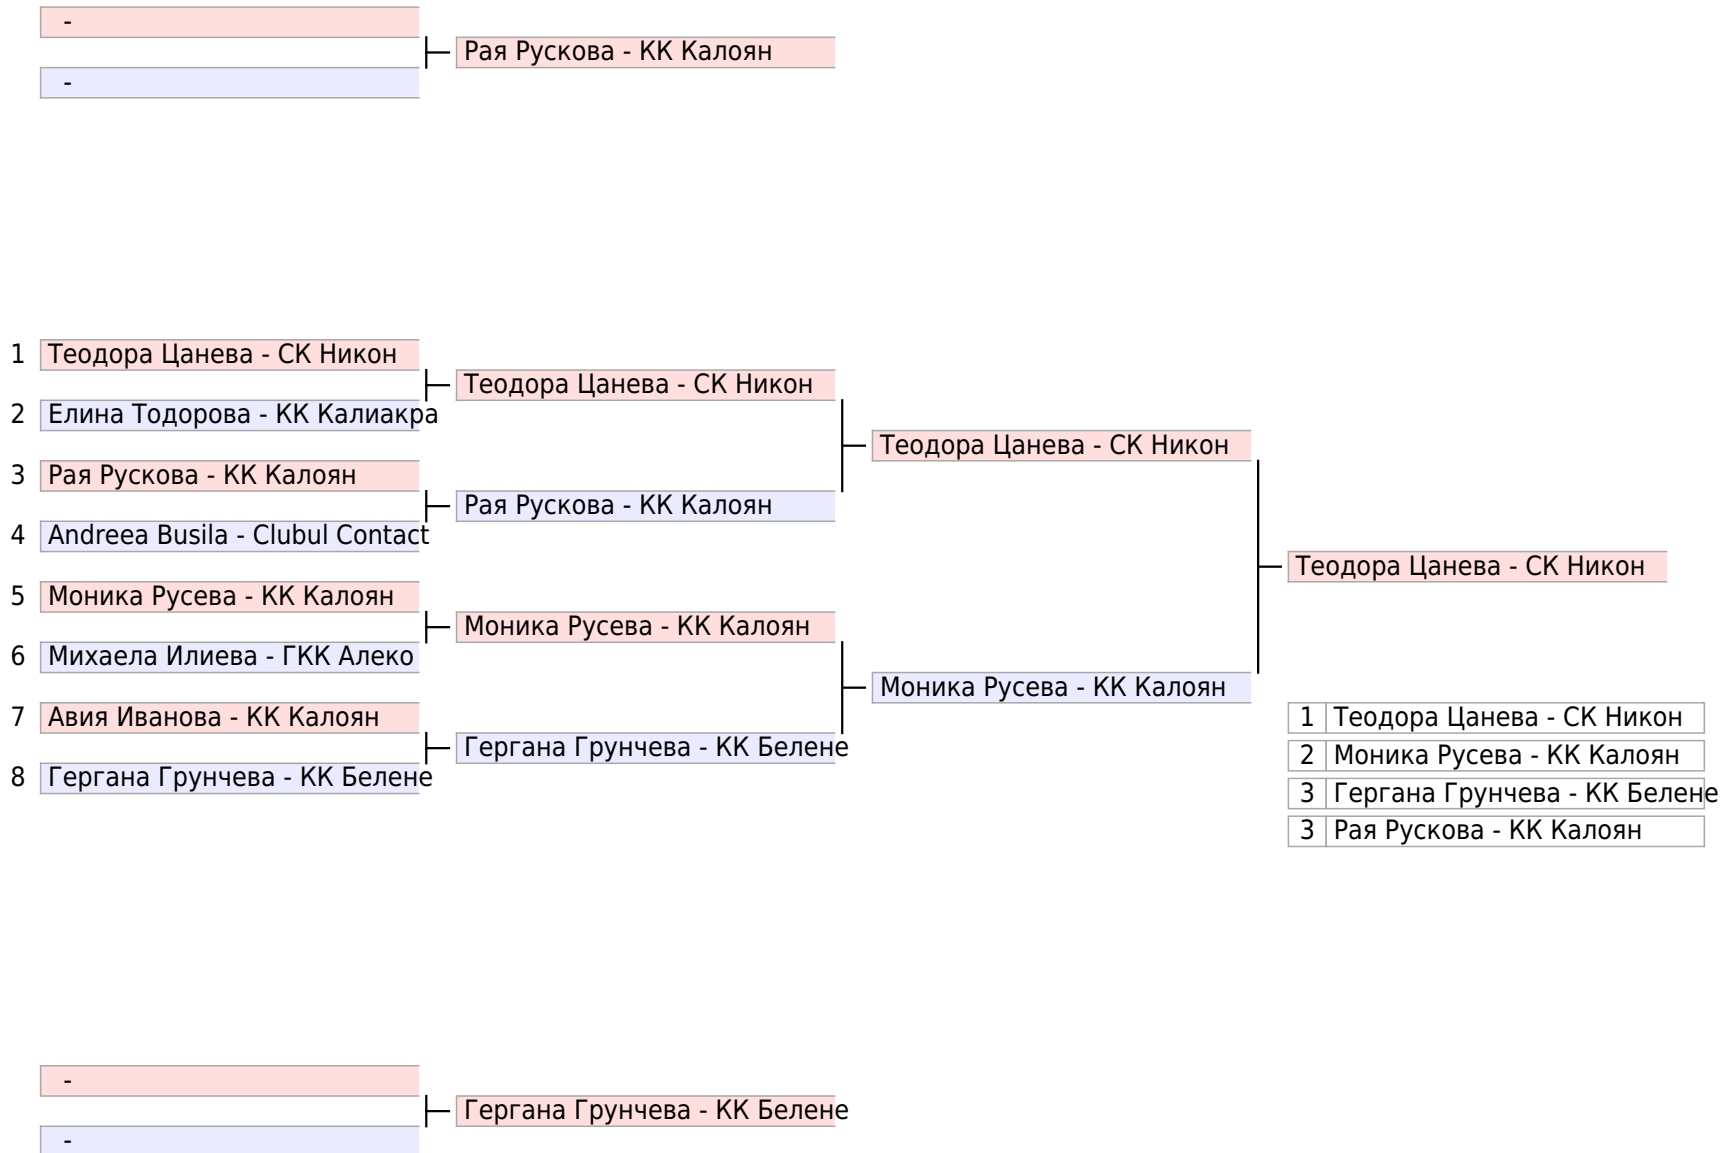 -
Рая Рускова - КК Калоян
-
1 Теодора Цанева - СК Никон
Теодора Цанева - СК Никон
2 Елина Тодорова - КК Калиакра
Теодора Цанева - СК Никон
3 Рая Рускова - КК Калоян
Рая Рускова - КК Калоян
4 Andreea Busila - Clubul Contact
Теодора Цанева - СК Никон
5 Моника Русева - КК Калоян
Моника Русева - КК Калоян
6 Михаела Илиева - ГКК Алеко
Моника Русева - КК Калоян
7 Авия Иванова - КК Калоян
Гергана Грунчева - КК Белене
8 Гергана Грунчева - КК Белене
1 Теодора Цанева - СК Никон
2 Моника Русева - КК Калоян
3 Гергана Грунчева - КК Белене
3 Рая Рускова - КК Калоян
-
Гергана Грунчева - КК Белене
-